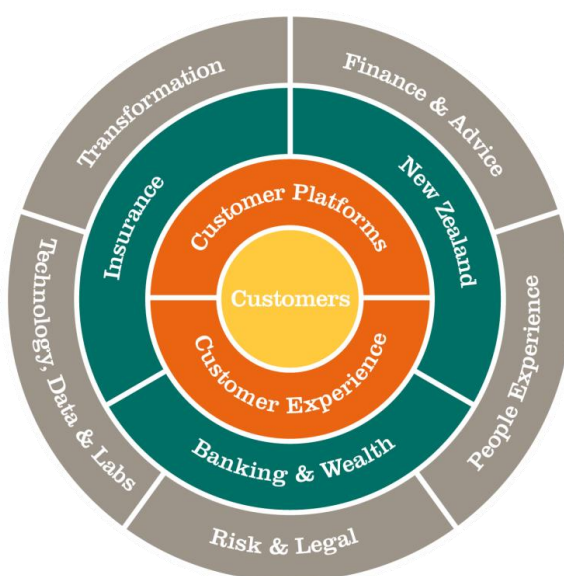 Transformation
Finance & Advice
Insurance
New Zealand
Customer Platforms
Customers
Customer Experience
Technology, Data & Labs
People Experience
Banking & Wealth
Risk & Legal